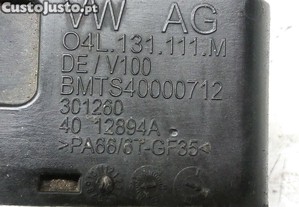 CustoJusto.pt
VW AG
04L.131.111.M
DE/V100
BMTS40000712
301260
40 12894A
>PA66/6T-GF35<